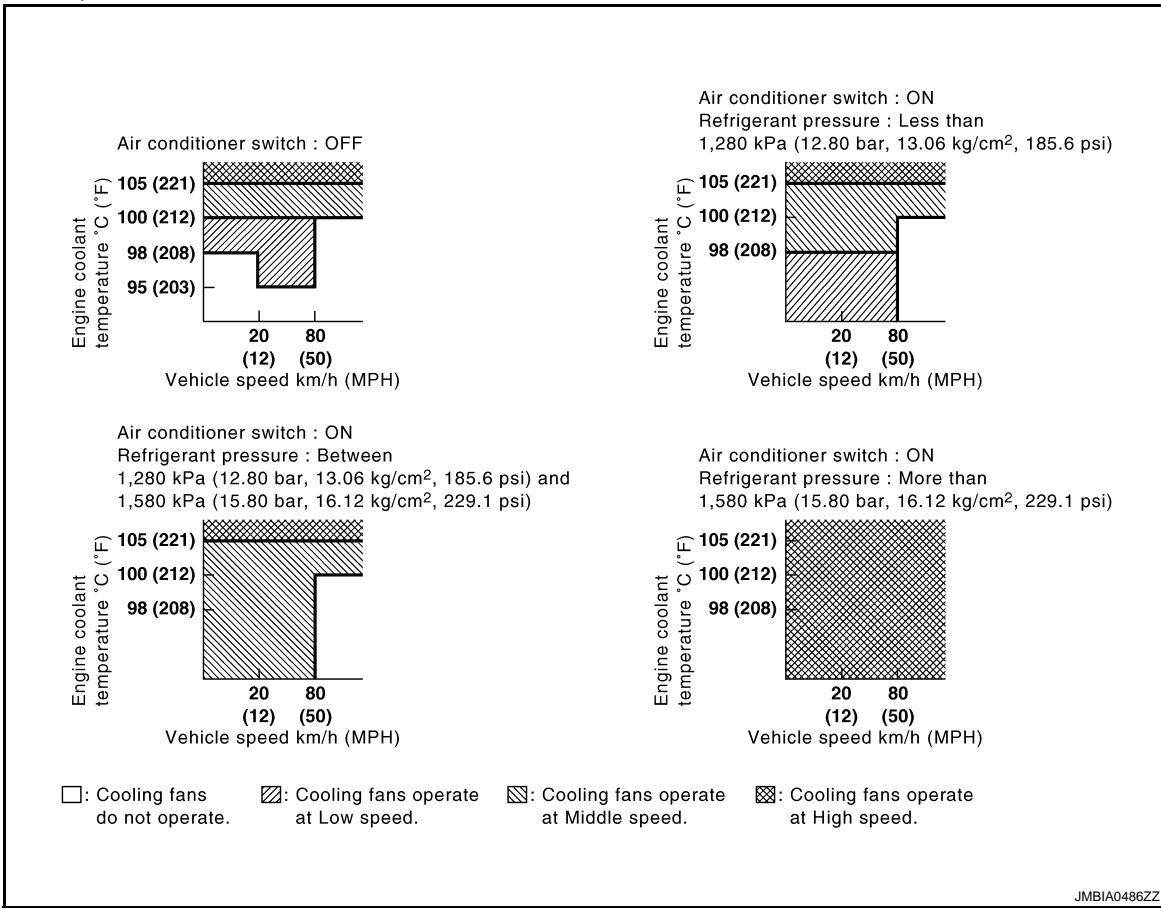 Air conditioner switch : OFF
Engine coolant
temperature ˚C (˚F)
105 (221)
100 (212)
98 (208)
95 (203)
20 80
(12) (50)
Vehicle speed km/h (MPH)
Air conditioner switch : ON
Refrigerant pressure : Less than
1,280 kPa (12.80 bar, 13.06 kg/cm², 185.6 psi)
Engine coolant
temperature ˚C (˚F)
105 (221)
100 (212)
98 (208)
20 80
(12) (50)
Vehicle speed km/h (MPH)
Air conditioner switch : ON
Refrigerant pressure : Between
1,280 kPa (12.80 bar, 13.06 kg/cm², 185.6 psi) and
1,580 kPa (15.80 bar, 16.12 kg/cm², 229.1 psi)
Engine coolant
temperature ˚C (˚F)
105 (221)
100 (212)
98 (208)
20 80
(12) (50)
Vehicle speed km/h (MPH)
Air conditioner switch : ON
Refrigerant pressure : More than
1,580 kPa (15.80 bar, 16.12 kg/cm², 229.1 psi)
Engine coolant
temperature ˚C (˚F)
105 (221)
100 (212)
98 (208)
20 80
(12) (50)
Vehicle speed km/h (MPH)
: Cooling fans
do not operate.
: Cooling fans operate
at Low speed.
: Cooling fans operate
at Middle speed.
: Cooling fans operate
at High speed.
JMBIA0486ZZ